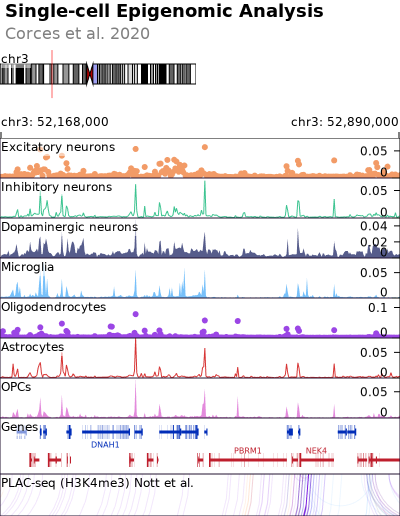 Single-cell Epigenomic Analysis
Corces et al. 2020
chr3
chr3: 52,168,000 chr3: 52,890,000
Excitatory neurons 0.05 0
Inhibitory neurons 0.05 0
Dopaminergic neurons 0.04 0.02 0
Microglia 0.05 0
Oligodendrocytes 0.1 0
Astrocytes 0.05 0
OPCs 0.05 0
Genes
DNAH1
PBRM1 NEK4
PLAC-seq (H3K4me3) Nott et al.